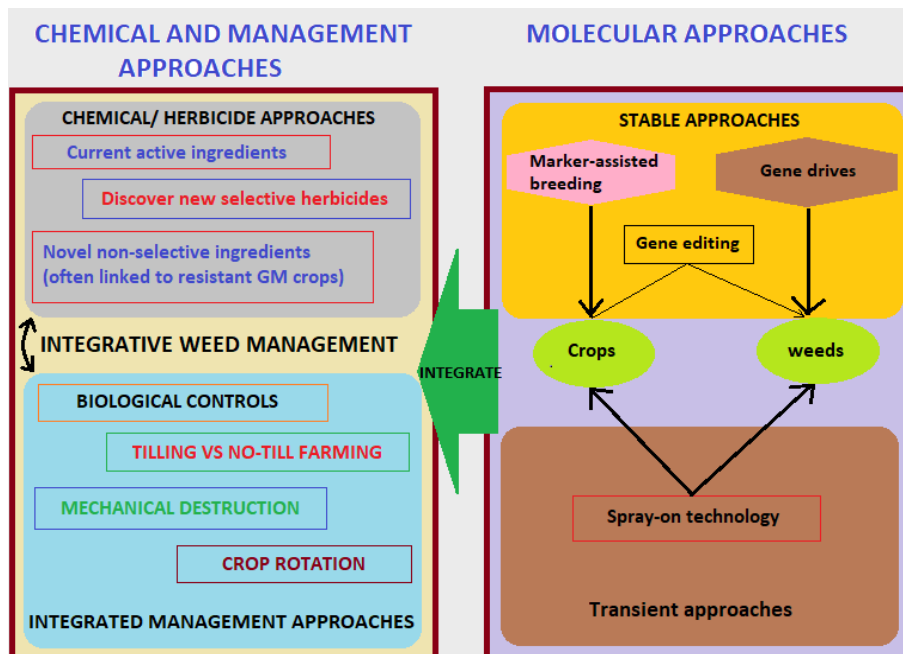 CHEMICAL AND MANAGEMENT
APPROACHES
CHEMICAL/ HERBICIDE APPROACHES
Current active ingredients
Discover new selective herbicides
Novel non-selective ingredients
(often linked to resistant GM crops)
INTEGRATIVE WEED MANAGEMENT
BIOLOGICAL CONTROLS
TILLING VS NO-TILL FARMING
MECHANICAL DESTRUCTION
CROP ROTATION
INTEGRATED MANAGEMENT APPROACHES
INTEGRATE
MOLECULAR APPROACHES
STABLE APPROACHES
Marker-assisted
breeding
Gene drives
Gene editing
Crops
weeds
Spray-on technology
Transient approaches